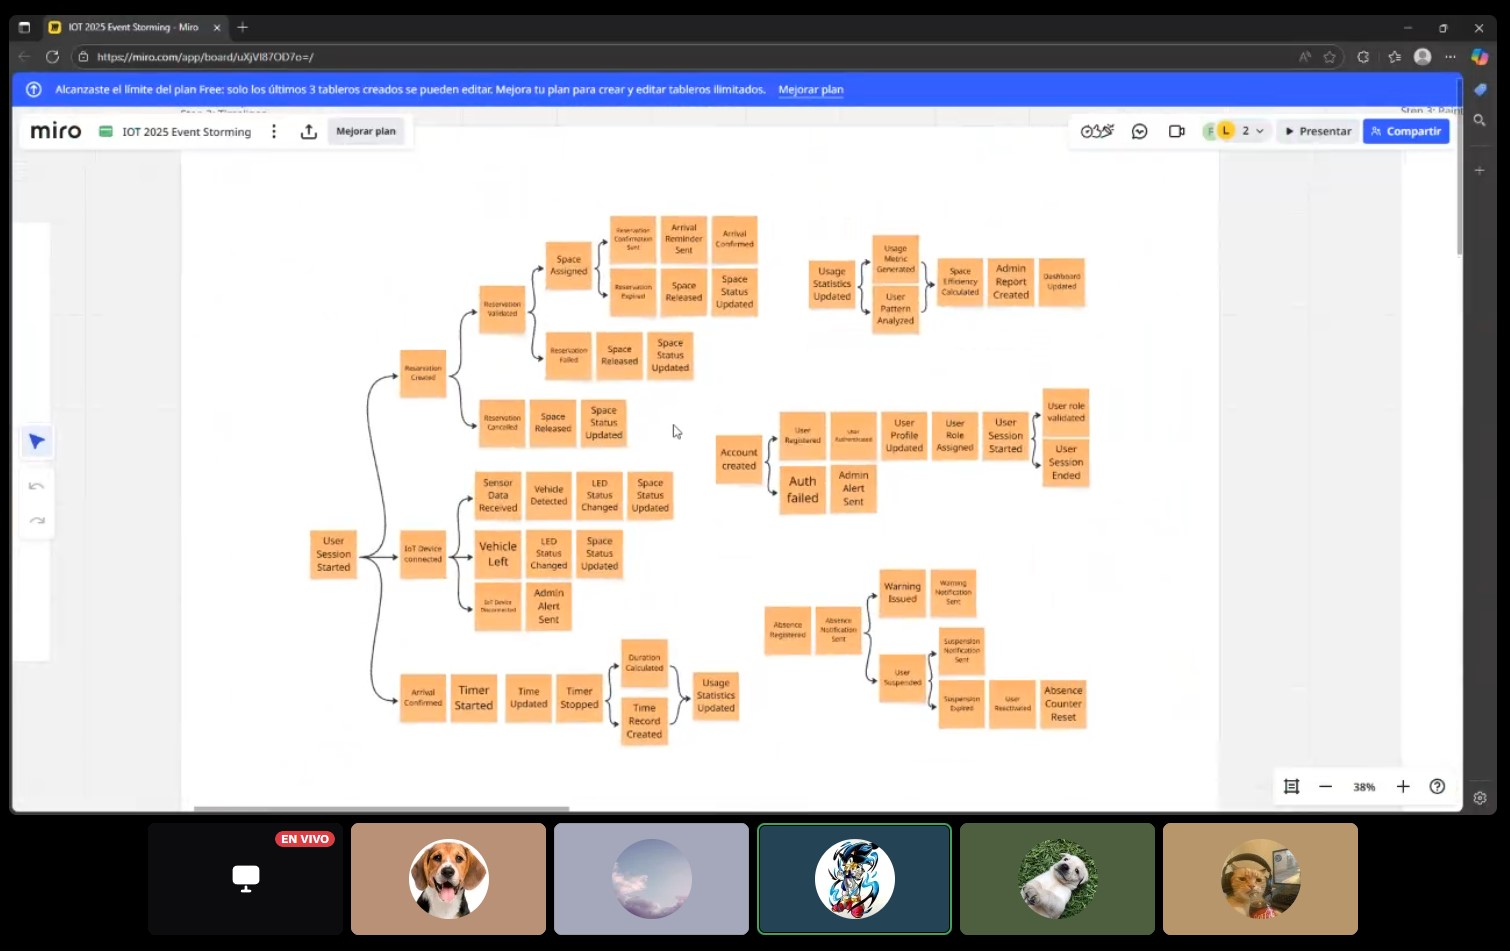 IOT 2025 Event Storming - Miro
https://miro.com/app/board/uXjVI87OD7o=/
Alcanzaste el límite del plan Free: solo los últimos 3 tableros creados se pueden editar. Mejora tu plan para crear y editar tableros ilimitados. Mejorar plan
miro
IOT 2025 Event Storming
Mejorar plan
F
L
2
Presentar
Compartir
Reservation
Confirmation
Sent
Arrival
Reminder
Sent
Arrival
Confirmed
Space
Assigned
Reservation
Expired
Space
Released
Space
Status
Updated
Reservation
Validated
Reservation
Failed
Space
Released
Space
Status
Updated
Reservation
Created
Reservation
Cancelled
Space
Released
Space
Status
Updated
Usage
Statistics
Updated
Usage
Metric
Generated
User
Pattern
Analyzed
Space
Efficiency
Calculated
Admin
Report
Created
Dashboard
Updated
Account
created
User
Registered
User
Authenticated
User
Profile
Updated
User
Role
Assigned
User
Session
Started
User role
validated
User
Session
Ended
Auth
failed
Admin
Alert
Sent
User
Session
Started
IoT Device
connected
Sensor
Data
Received
Vehicle
Detected
LED
Status
Changed
Space
Status
Updated
Vehicle
Left
LED
Status
Changed
Space
Status
Updated
IoT Device
Disconnected
Admin
Alert
Sent
Arrival
Confirmed
Timer
Started
Time
Updated
Timer
Stopped
Duration
Calculated
Time
Record
Created
Usage
Statistics
Updated
Absence
Registered
Absence
Notification
Sent
Warning
Issued
Warning
Notification
Sent
User
Suspended
Suspension
Notification
Sent
Suspension
Expired
User
Reactivated
Absence
Counter
Reset
38%
EN VIVO